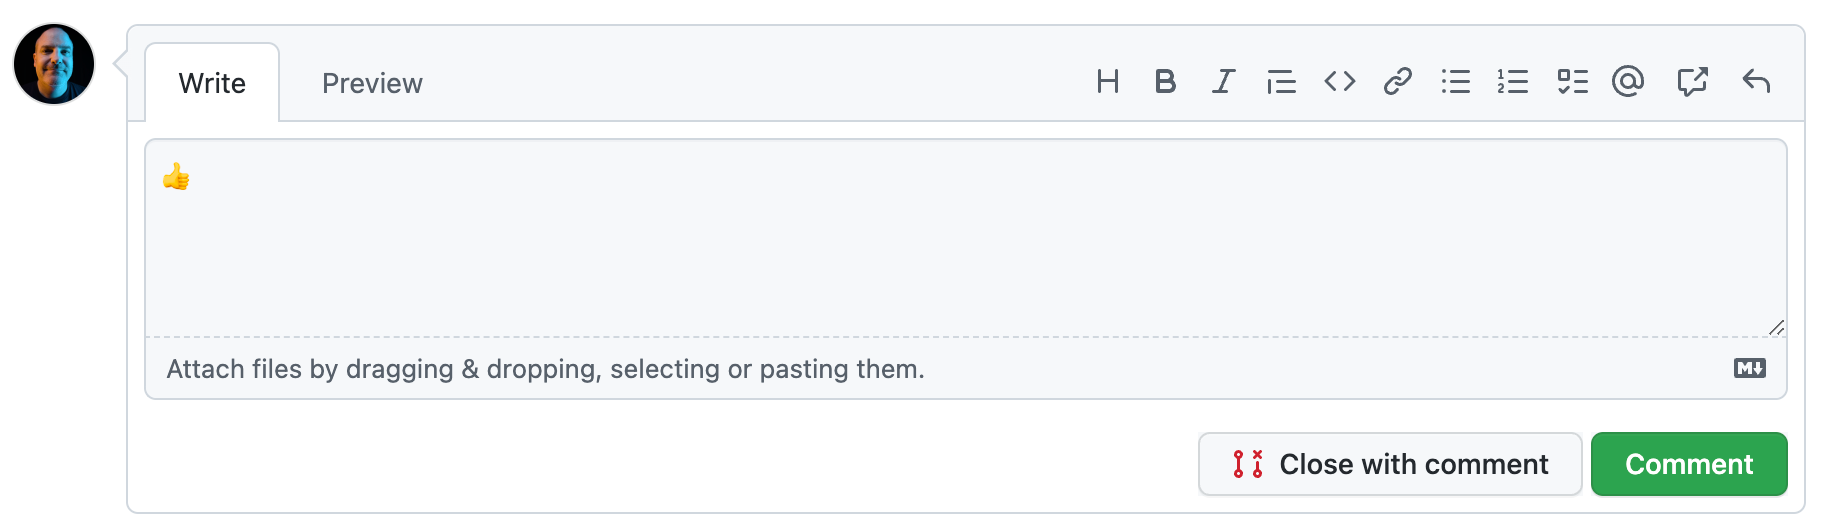 Write Preview H B I @
👍
Attach files by dragging & dropping, selecting or pasting them. M
Close with comment Comment